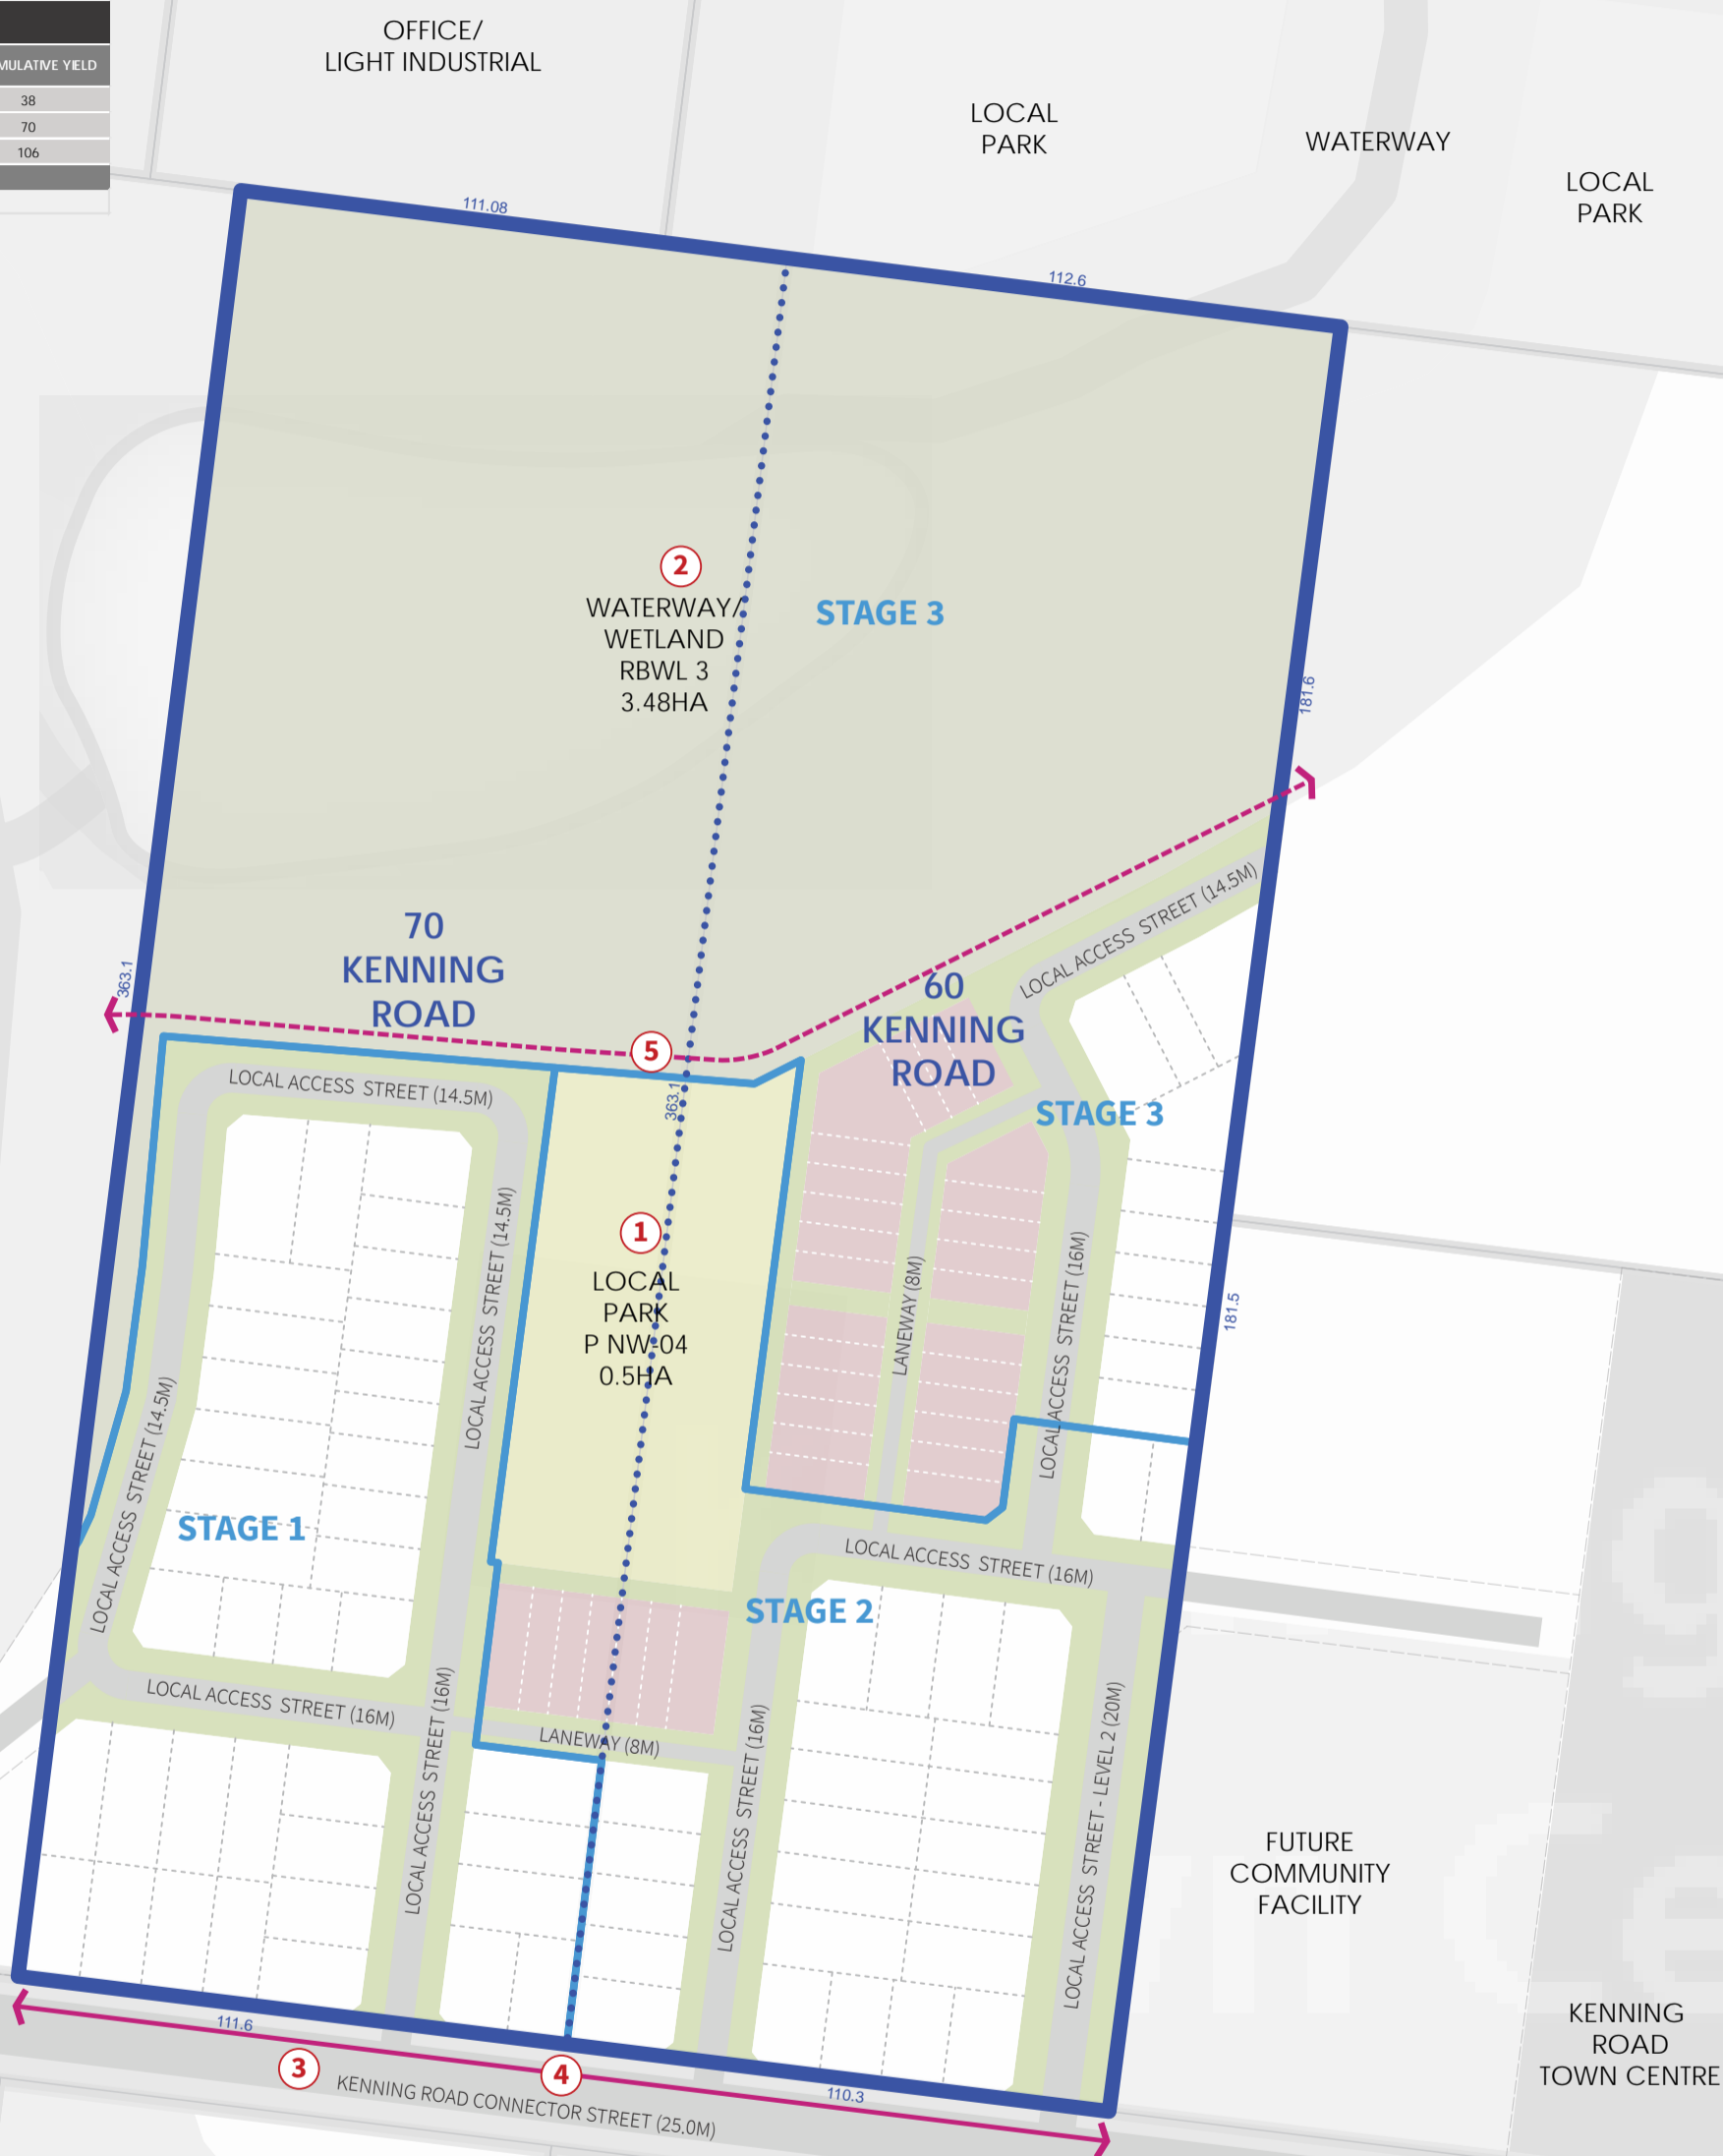 MULATIVE YIELD
38
70
106
OFFICE/
LIGHT INDUSTRIAL
LOCAL
PARK
WATERWAY
LOCAL
PARK
111.08
112.6
2
WATERWAY/
WETLAND
RBWL 3
3.48HA
STAGE 3
181.6
70
KENNING
ROAD
363.1
60
KENNING
ROAD
LOCAL ACCESS STREET (14.5M)
5
LOCAL ACCESS STREET (14.5M)
363.1
STAGE 3
1
LOCAL
PARK
P NW-04
0.5HA
LOCAL ACCESS STREET (14.5M)
LANEWAY (8M)
LOCAL ACCESS STREET (16M)
181.5
LOCAL ACCESS STREET (14.5M)
STAGE 1
LOCAL ACCESS STREET (16M)
STAGE 2
LOCAL ACCESS STREET (16M)
LOCAL ACCESS STREET (16M)
LANEWAY (8M)
LOCAL ACCESS STREET (16M)
LOCAL ACCESS STREET - LEVEL 2 (20M)
FUTURE
COMMUNITY
FACILITY
KENNING
ROAD
TOWN CENTRE
111.6
3
4
110.3
KENNING ROAD CONNECTOR STREET (25.0M)